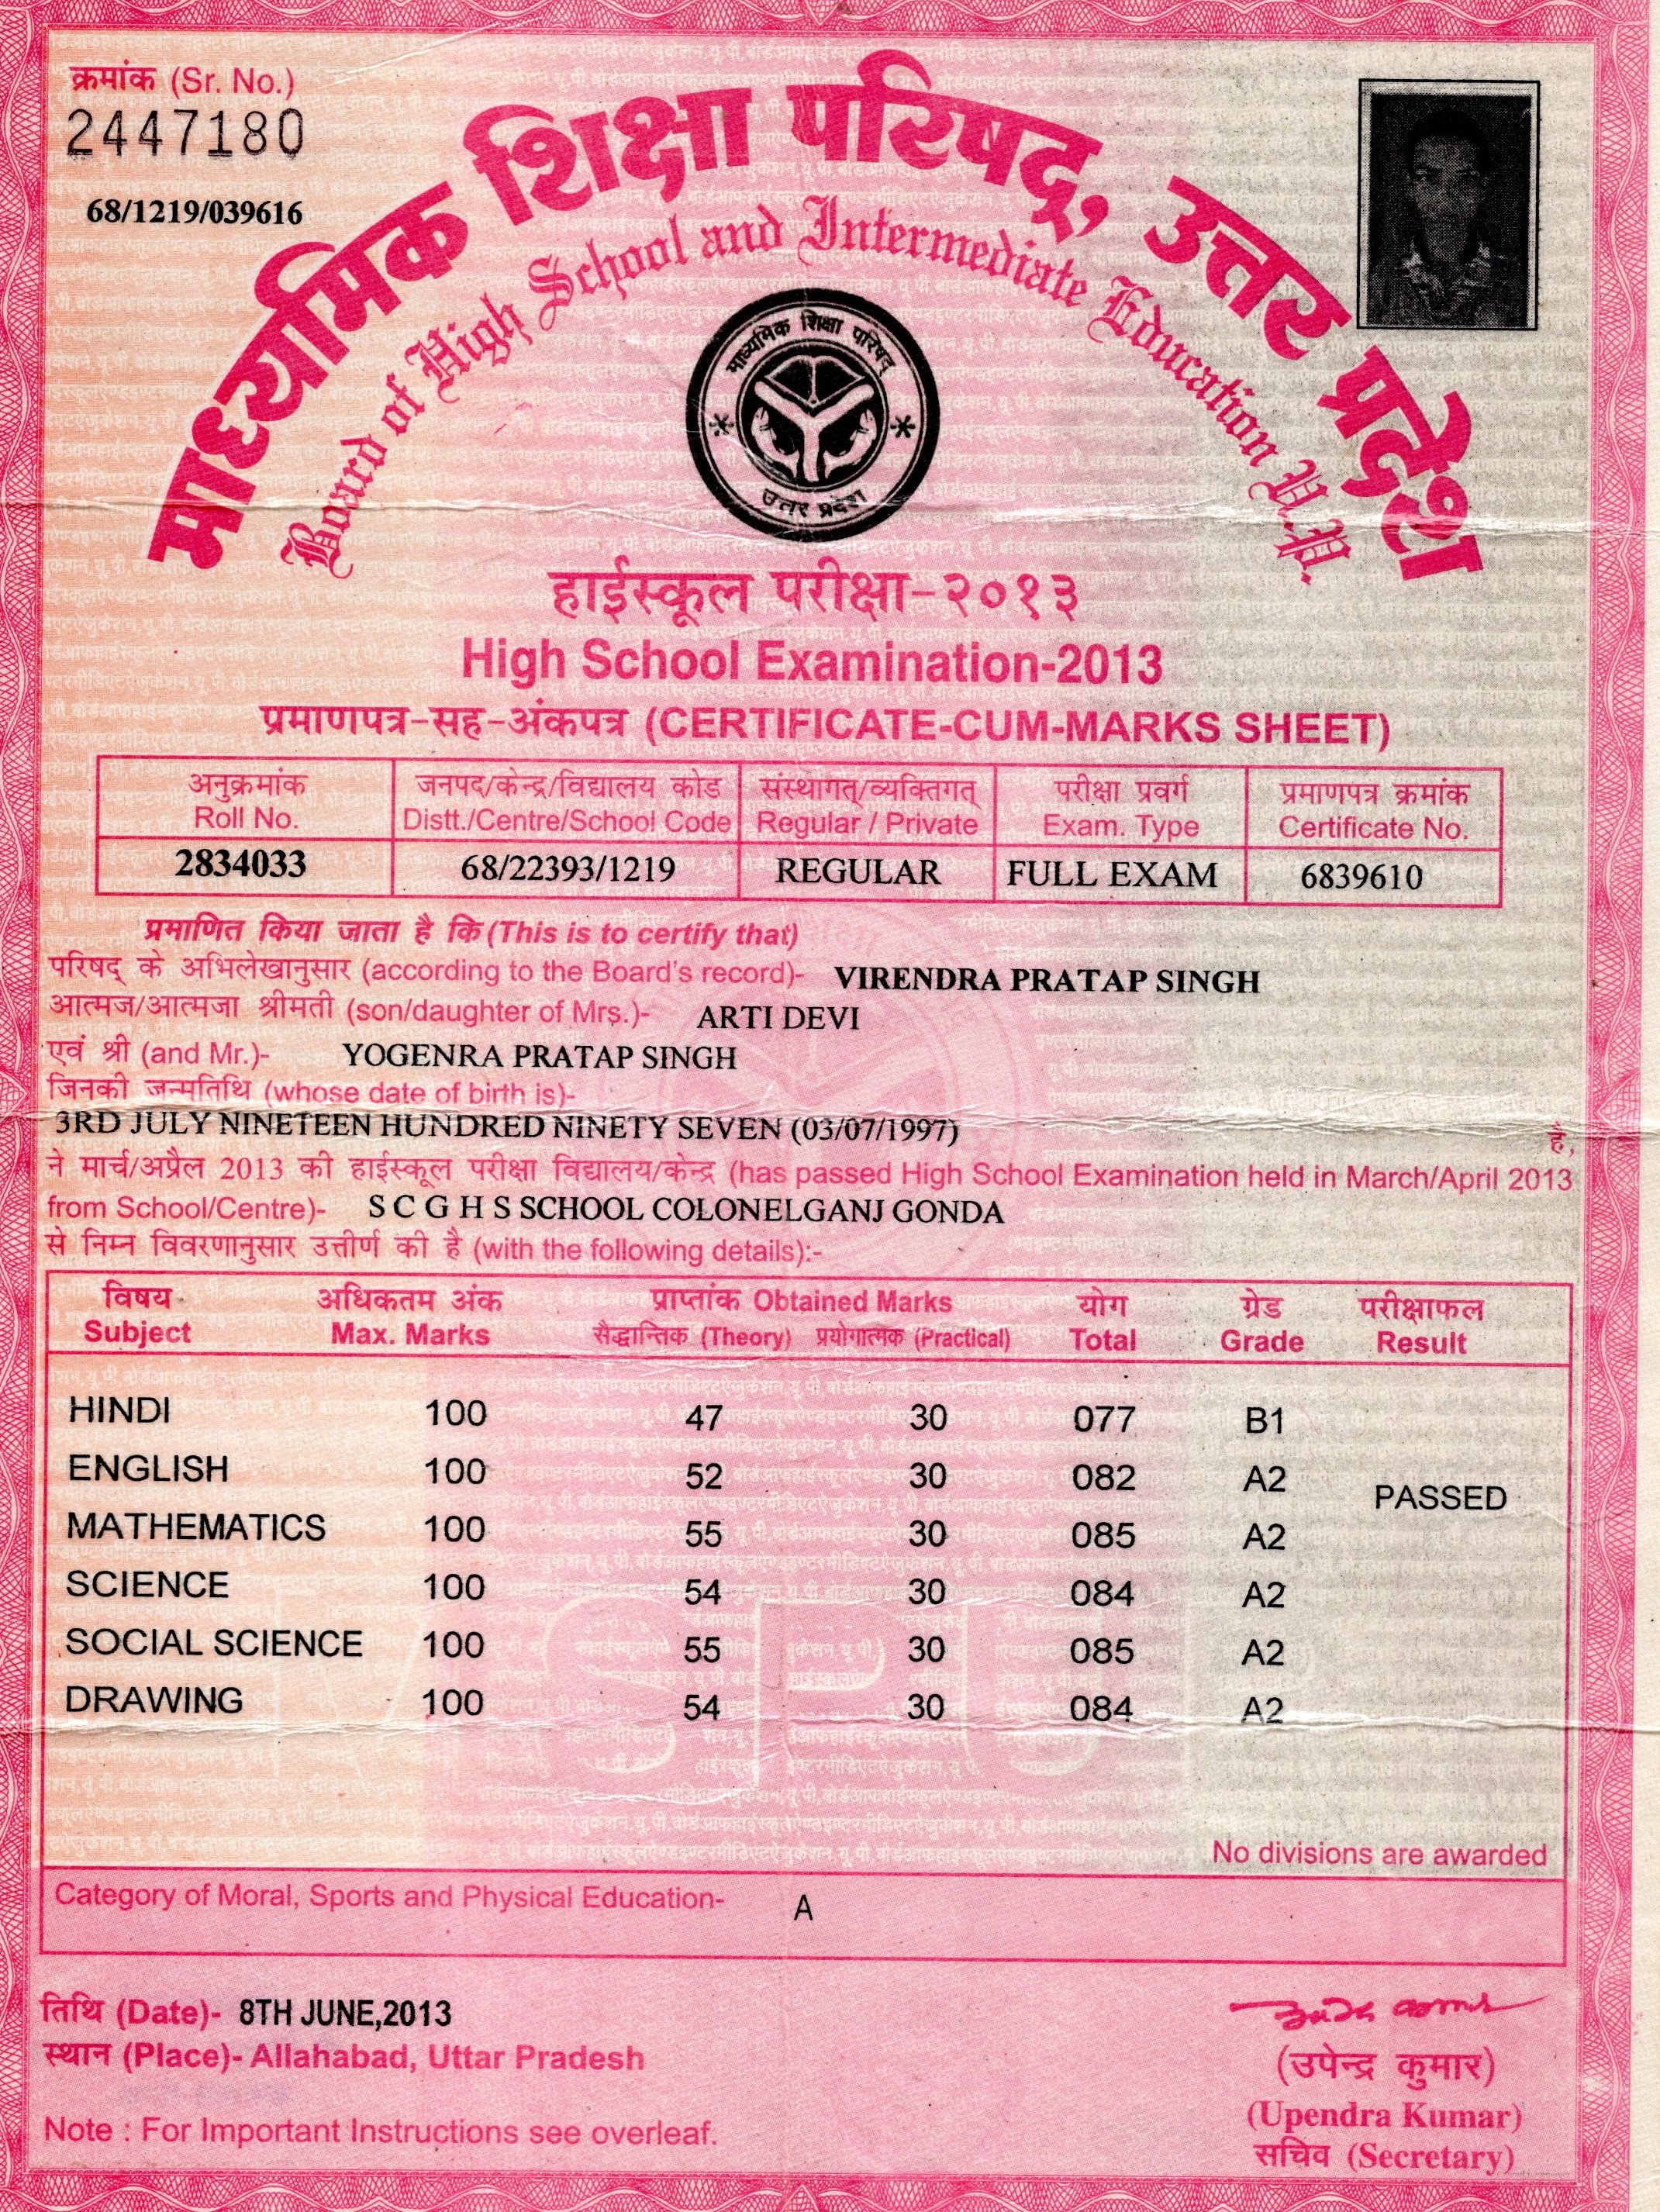 क्रमांक (Sr. No.)
2447180
68/1219/039616
माध्यमिक शिक्षा परिषद्, उत्तर प्रदेश
Board of High School and Intermediate Education U.P.
माध्यमिक शिक्षा परिषद्
उत्तर प्रदेश
हाईस्कूल परीक्षा-२०१३
High School Examination-2013
प्रमाणपत्र-सह-अंकपत्र (CERTIFICATE-CUM-MARKS SHEET)
अनुक्रमांक जनपद/केन्द्र/विद्यालय कोड संस्थागत्/व्यक्तिगत् परीक्षा प्रवर्ग प्रमाणपत्र क्रमांक
Roll No. Distt./Centre/School Code Regular / Private Exam. Type Certificate No.
2834033 68/22393/1219 REGULAR FULL EXAM 6839610
प्रमाणित किया जाता है कि (This is to certify that)
परिषद् के अभिलेखानुसार (according to the Board's record)- VIRENDRA PRATAP SINGH
आत्मज/आत्मजा श्रीमती (son/daughter of Mrs.)- ARTI DEVI
एवं श्री (and Mr.)- YOGENRA PRATAP SINGH
जिनकी जन्मतिथि (whose date of birth is)-
3RD JULY NINETEEN HUNDRED NINETY SEVEN (03/07/1997) है,
ने मार्च/अप्रैल 2013 की हाईस्कूल परीक्षा विद्यालय/केन्द्र (has passed High School Examination held in March/April 2013
from School/Centre)- S C G H S SCHOOL COLONELGANJ GONDA
से निम्न विवरणानुसार उत्तीर्ण की है (with the following details):-
विषय अधिकतम अंक प्राप्तांक Obtained Marks योग ग्रेड परीक्षाफल
Subject Max. Marks सैद्धान्तिक (Theory) प्रयोगात्मक (Practical) Total Grade Result
HINDI 100 47 30 077 B1
ENGLISH 100 52 30 082 A2 PASSED
MATHEMATICS 100 55 30 085 A2
SCIENCE 100 54 30 084 A2
SOCIAL SCIENCE 100 55 30 085 A2
DRAWING 100 54 30 084 A2
No divisions are awarded
Category of Moral, Sports and Physical Education- A
तिथि (Date)- 8TH JUNE,2013
स्थान (Place)- Allahabad, Uttar Pradesh
(उपेन्द्र कुमार)
(Upendra Kumar)
सचिव (Secretary)
Note : For Important Instructions see overleaf.